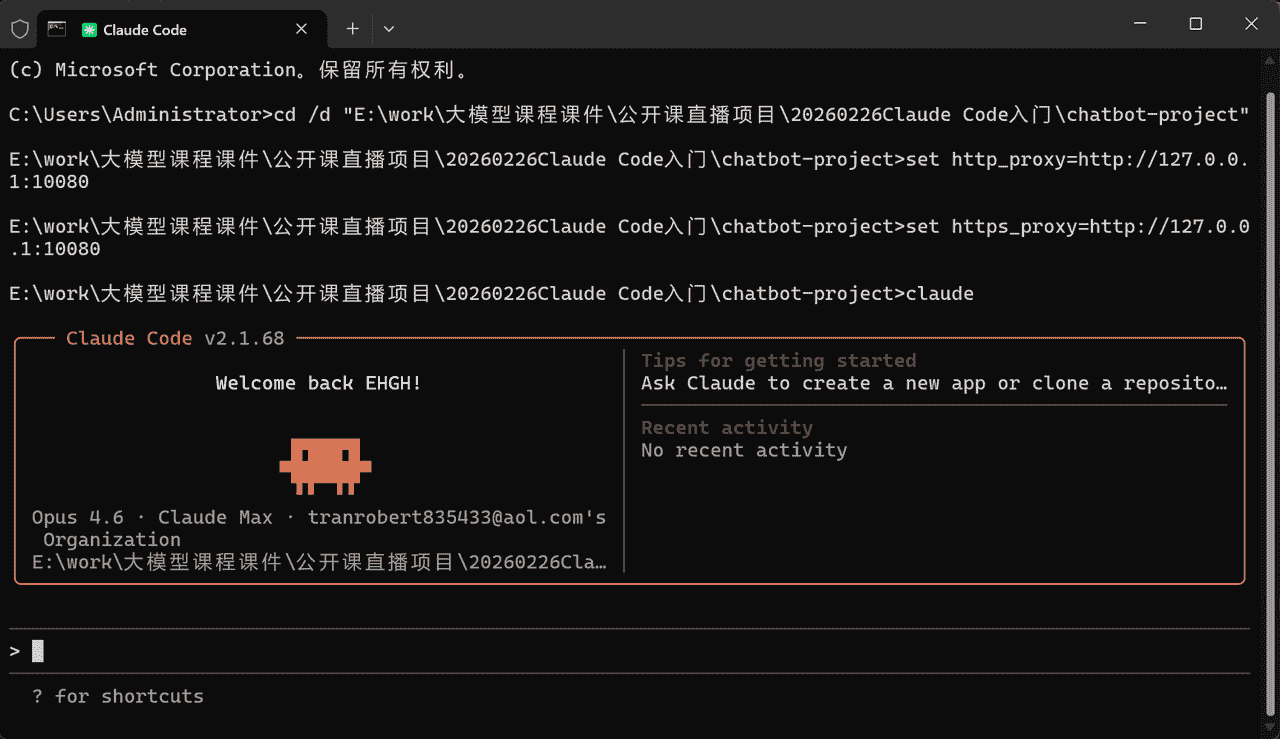 Claude Code
(c) Microsoft Corporation。保留所有权利。
C:\Users\Administrator>cd /d "E:\work\大模型课程课件\公开课直播项目\20260226Claude Code入门\chatbot-project"
E:\work\大模型课程课件\公开课直播项目\20260226Claude Code入门\chatbot-project>set http_proxy=http://127.0.0.
1:10080
E:\work\大模型课程课件\公开课直播项目\20260226Claude Code入门\chatbot-project>set https_proxy=http://127.0.0
.1:10080
E:\work\大模型课程课件\公开课直播项目\20260226Claude Code入门\chatbot-project>claude
Claude Code v2.1.68
Welcome back EHGH!
Opus 4.6 · Claude Max · tranrobert835433@aol.com's
Organization
E:\work\大模型课程课件\公开课直播项目\20260226Cla…
Tips for getting started
Ask Claude to create a new app or clone a reposito…
Recent activity
No recent activity
>
? for shortcuts